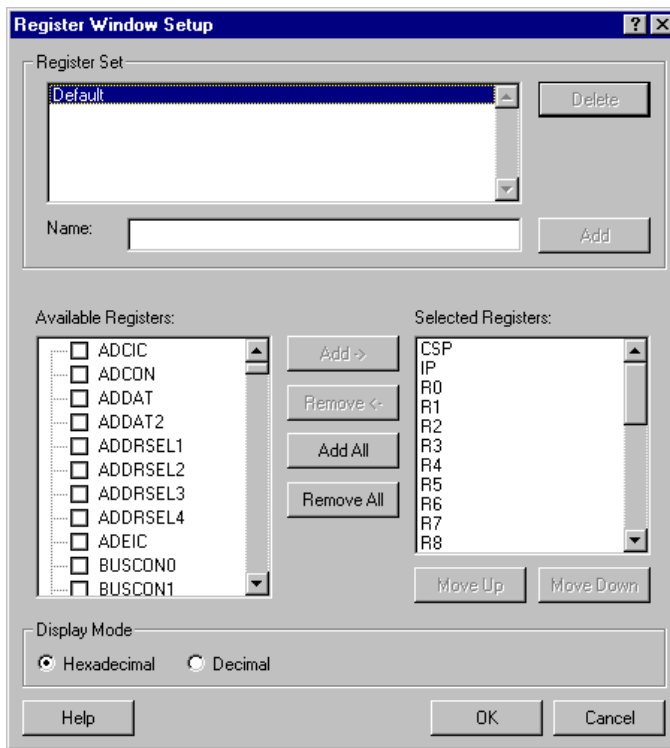 Register Window Setup
Register Set
Default
Delete
Name:
Add
Available Registers:
ADCIC
ADCON
ADDAT
ADDAT2
ADDRSEL1
ADDRSEL2
ADDRSEL3
ADDRSEL4
ADEIC
BUSCON0
BUSCON1
Add ->
Remove <-
Add All
Remove All
Selected Registers:
CSP
IP
R0
R1
R2
R3
R4
R5
R6
R7
R8
Move Up
Move Down
Display Mode
Hexadecimal
Decimal
Help
OK
Cancel